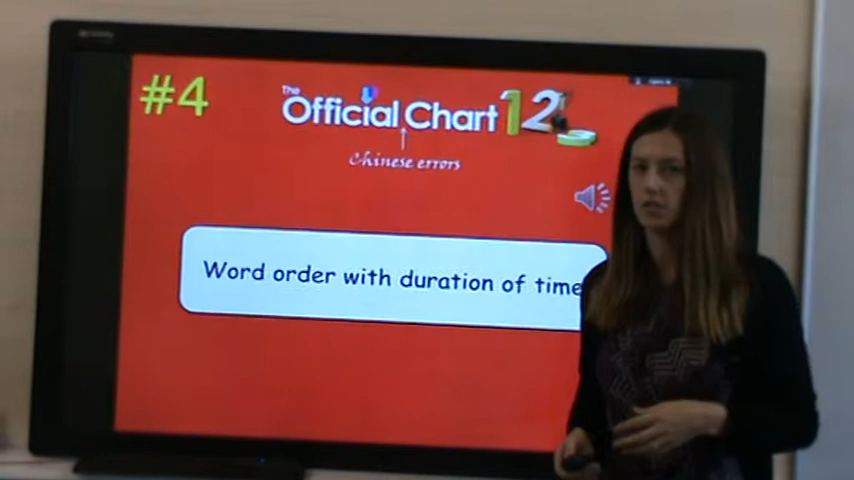 #4
The
Official Chart 12
Chinese errors
Word order with duration of time